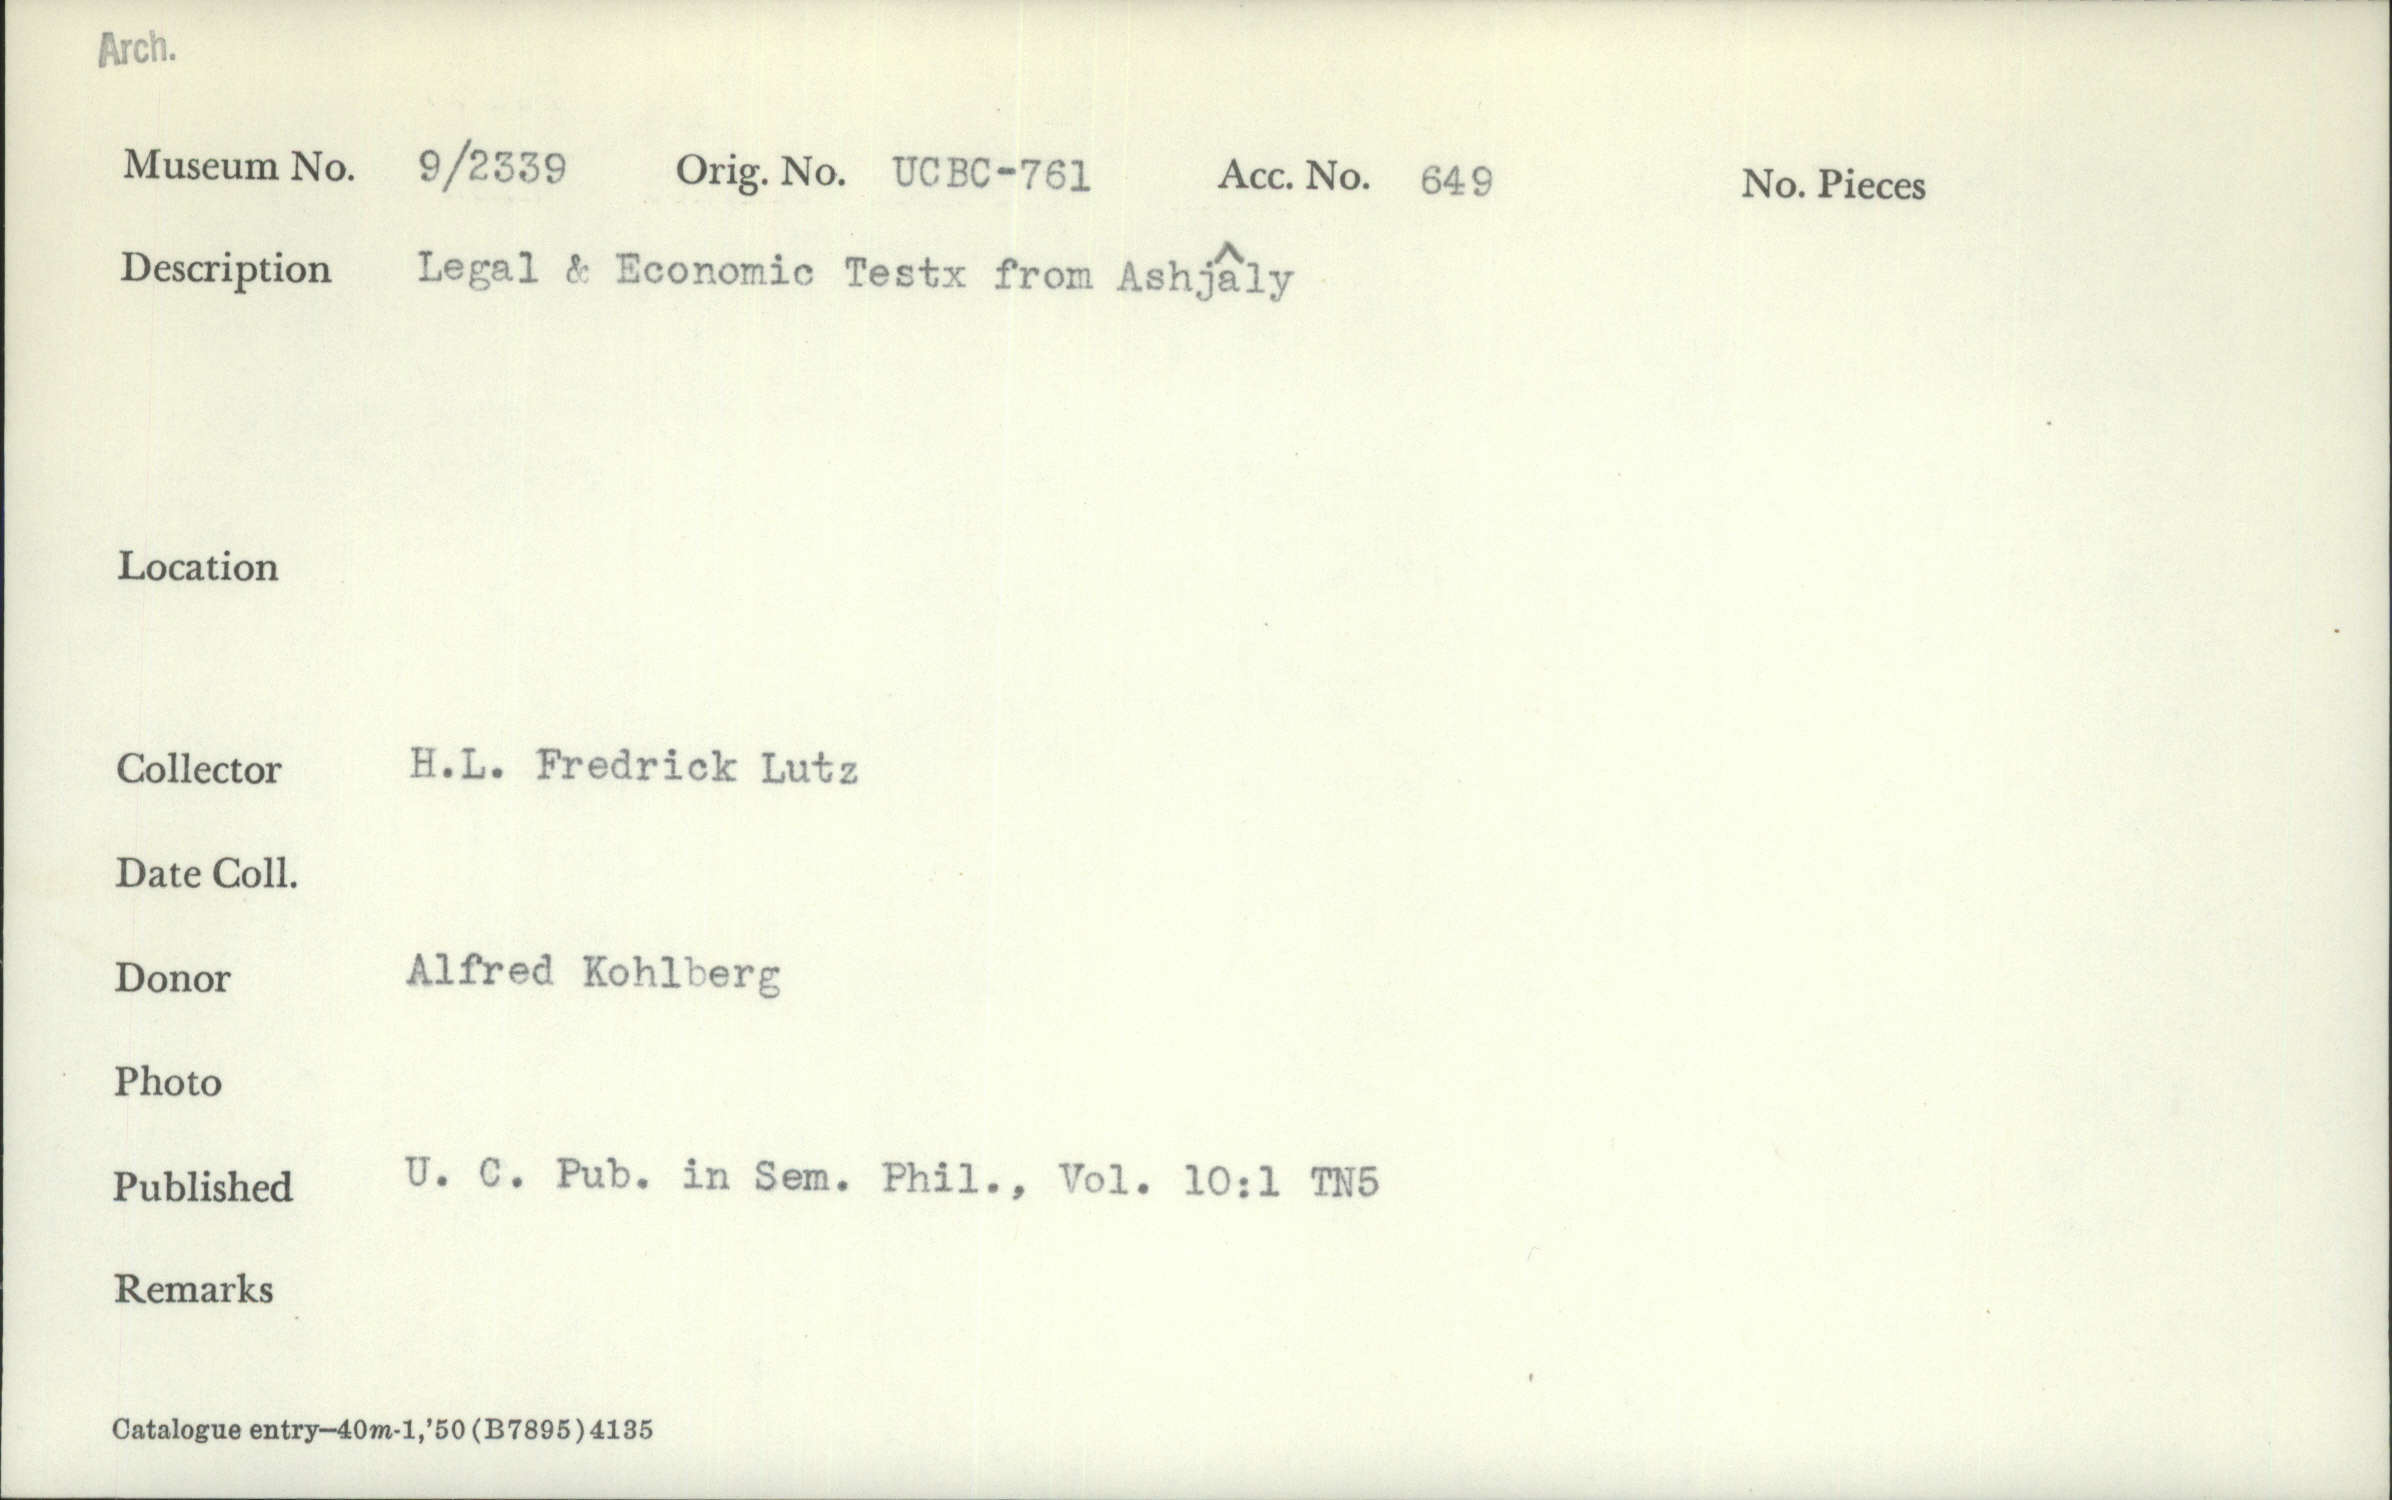 Arch.
Museum No. 9/2339 Orig. No. UCBC-761 Acc. No. 649 No. Pieces
Description Legal & Economic Testx from Ashjâly
Location
Collector H.L. Fredrick Lutz
Date Coll.
Donor Alfred Kohlberg
Photo
Published U. C. Pub. in Sem. Phil., Vol. 10:1 TN5
Remarks
Catalogue entry—40m-1,'50 (B7895) 4135